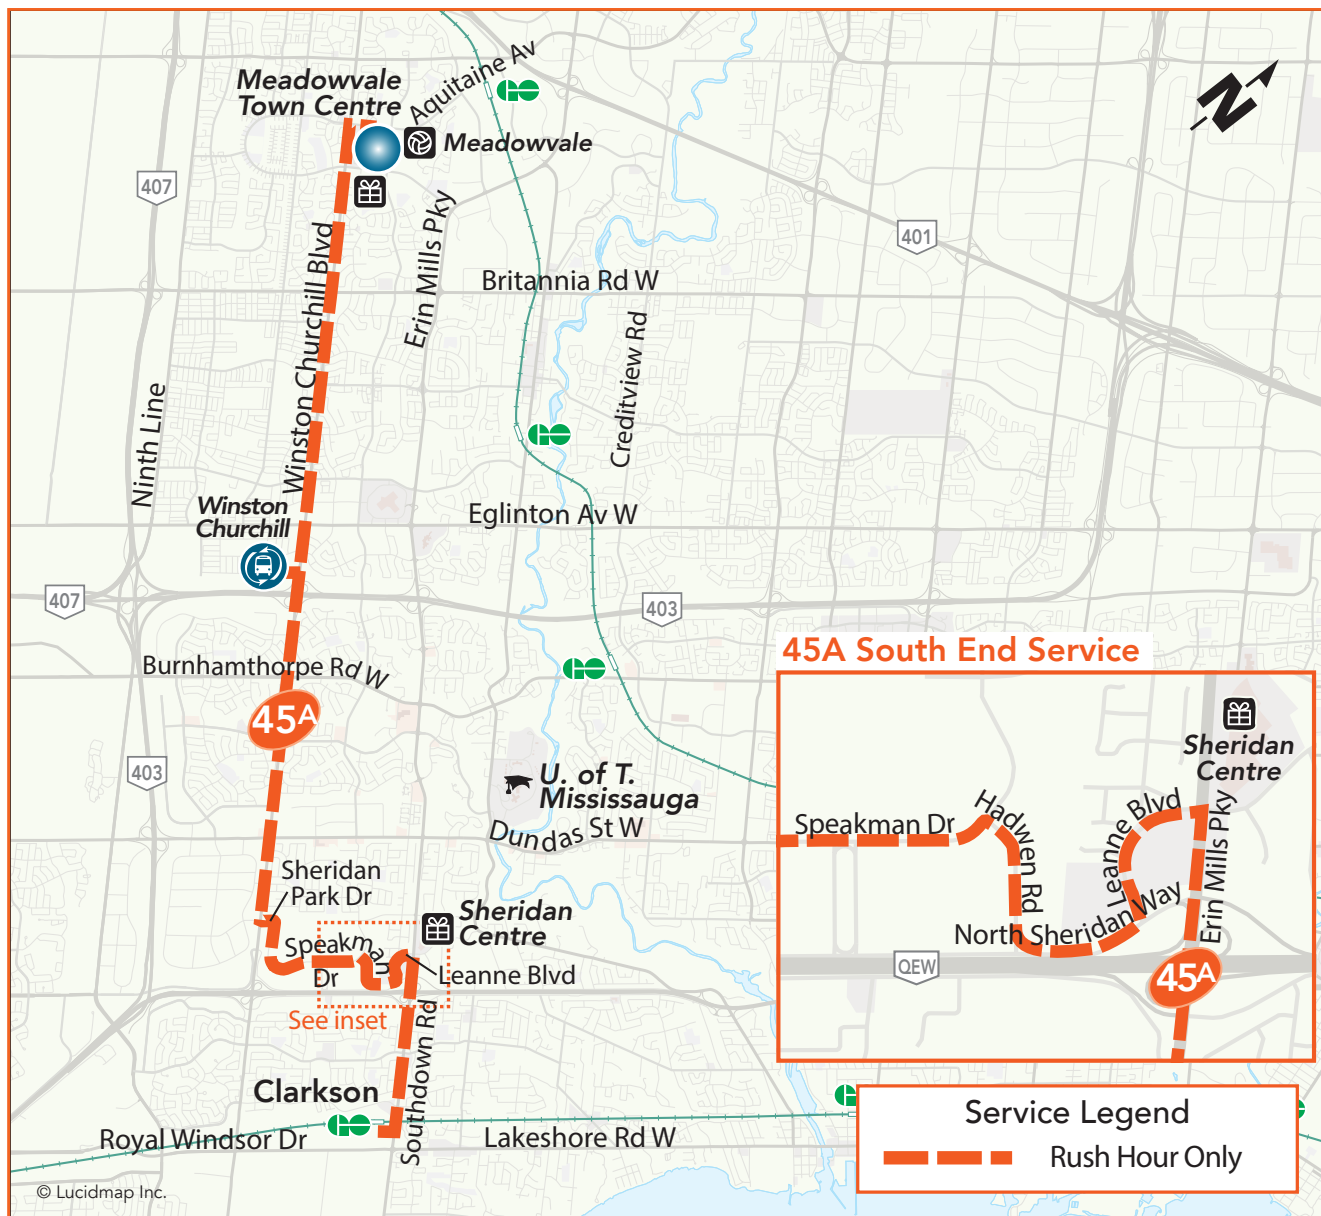 Meadowvale
Town Centre
Aquitaine Av
Meadowvale
N
407
401
Winston Churchill Blvd
Erin Mills Pky
Britannia Rd W
Creditview Rd
Ninth Line
Winston
Churchill
Eglinton Av W
407
403
Burnhamthorpe Rd W
45A
403
U. of T.
Mississauga
Dundas St W
Sheridan
Park Dr
Speakman
Dr
Sheridan
Centre
Leanne Blvd
See inset
Southdown Rd
Clarkson
Royal Windsor Dr
Lakeshore Rd W
© Lucidmap Inc.
45A South End Service
Sheridan
Centre
Speakman Dr
Hadwen Rd
Leanne Blvd
North Sheridan Way
Erin Mills Pky
QEW
45A
Service Legend
Rush Hour Only